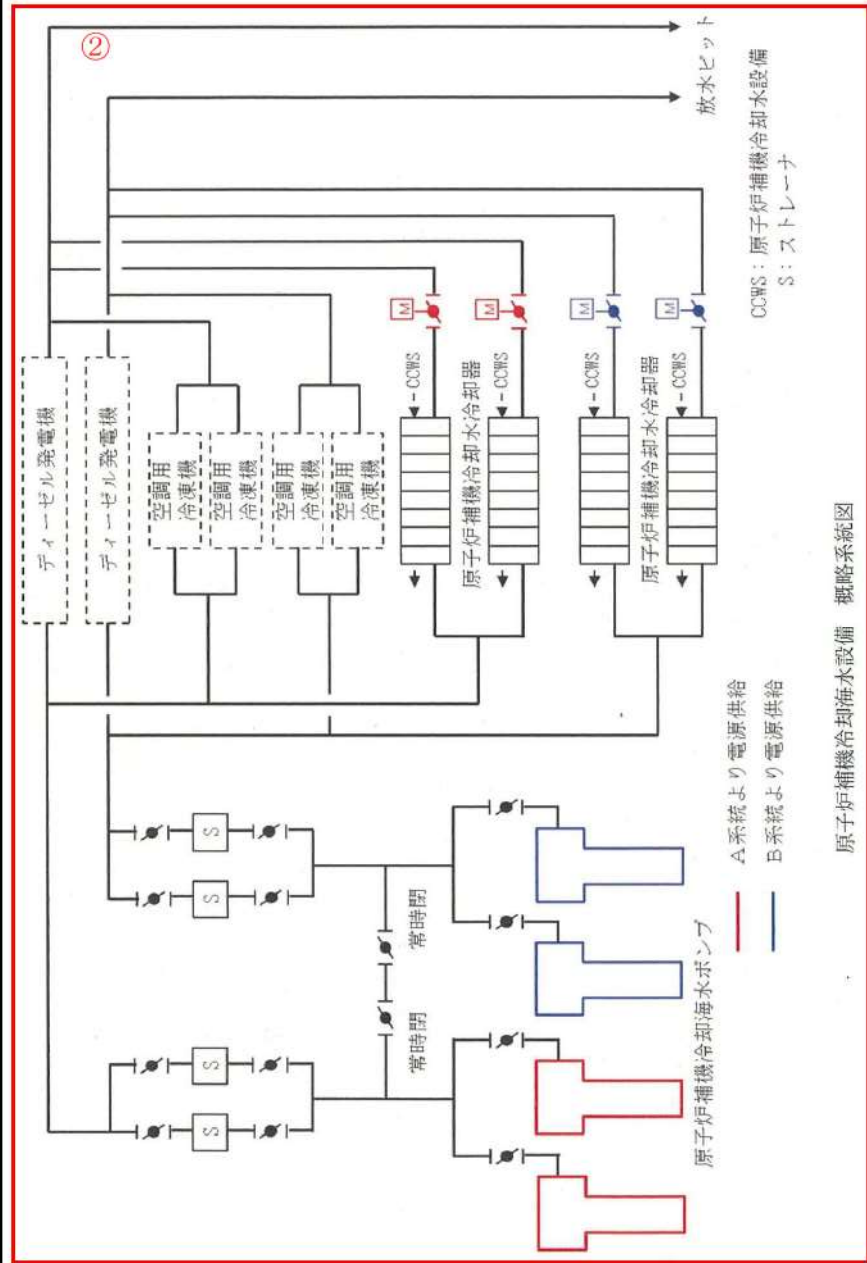 ②
ディーゼル発電機
ディーゼル発電機
空調用
冷凍機
空調用
冷凍機
空調用
冷凍機
空調用
冷凍機
M
CCWS
原子炉補機冷却水冷却器
M
CCWS
M
CCWS
原子炉補機冷却水冷却器
M
CCWS
放水ピット
S
S
S
S
常時閉
常時閉
原子炉補機冷却海水ポンプ
A系統より電源供給
B系統より電源供給
CCWS:原子炉補機冷却水設備
S:ストレーナ
原子炉補機冷却海水設備 概略系統図